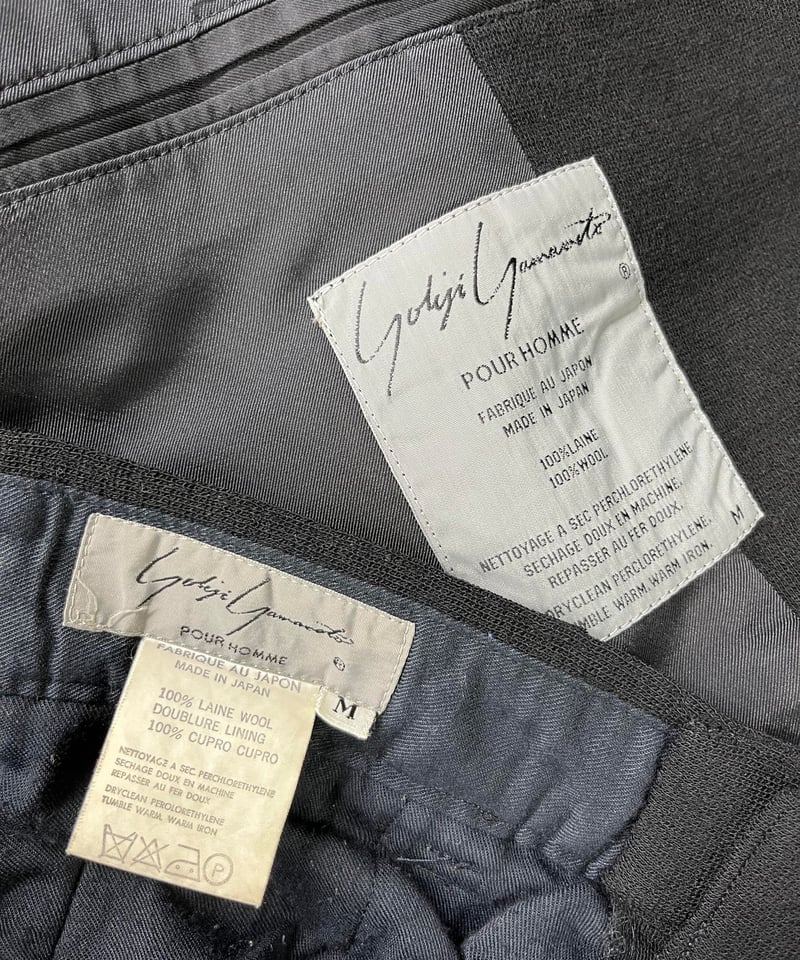 Yohji Yamamoto
®
POUR HOMME
FABRIQUE AU JAPON
MADE IN JAPAN
100%LAINE
100%WOOL
NETTOYAGE A SEC PERCHLORETHYLENE
SECHAGE DOUX EN MACHINE.
REPASSER AU FER DOUX.
DRYCLEAN PERCLORETHYLENE.
TUMBLE WARM. WARM IRON.
M
Yohji Yamamoto
®
POUR HOMME
FABRIQUE AU JAPON
MADE IN JAPAN
M
100% LAINE WOOL
DOUBLURE LINING
100% CUPRO CUPRO
NETTOYAGE A SEC PERCHLORETHYLENE
SECHAGE DOUX EN MACHINE
REPASSER AU FER DOUX
DRYCLEAN PEROLORETHYLENE
TUMBLE WARM, WARM IRON
P